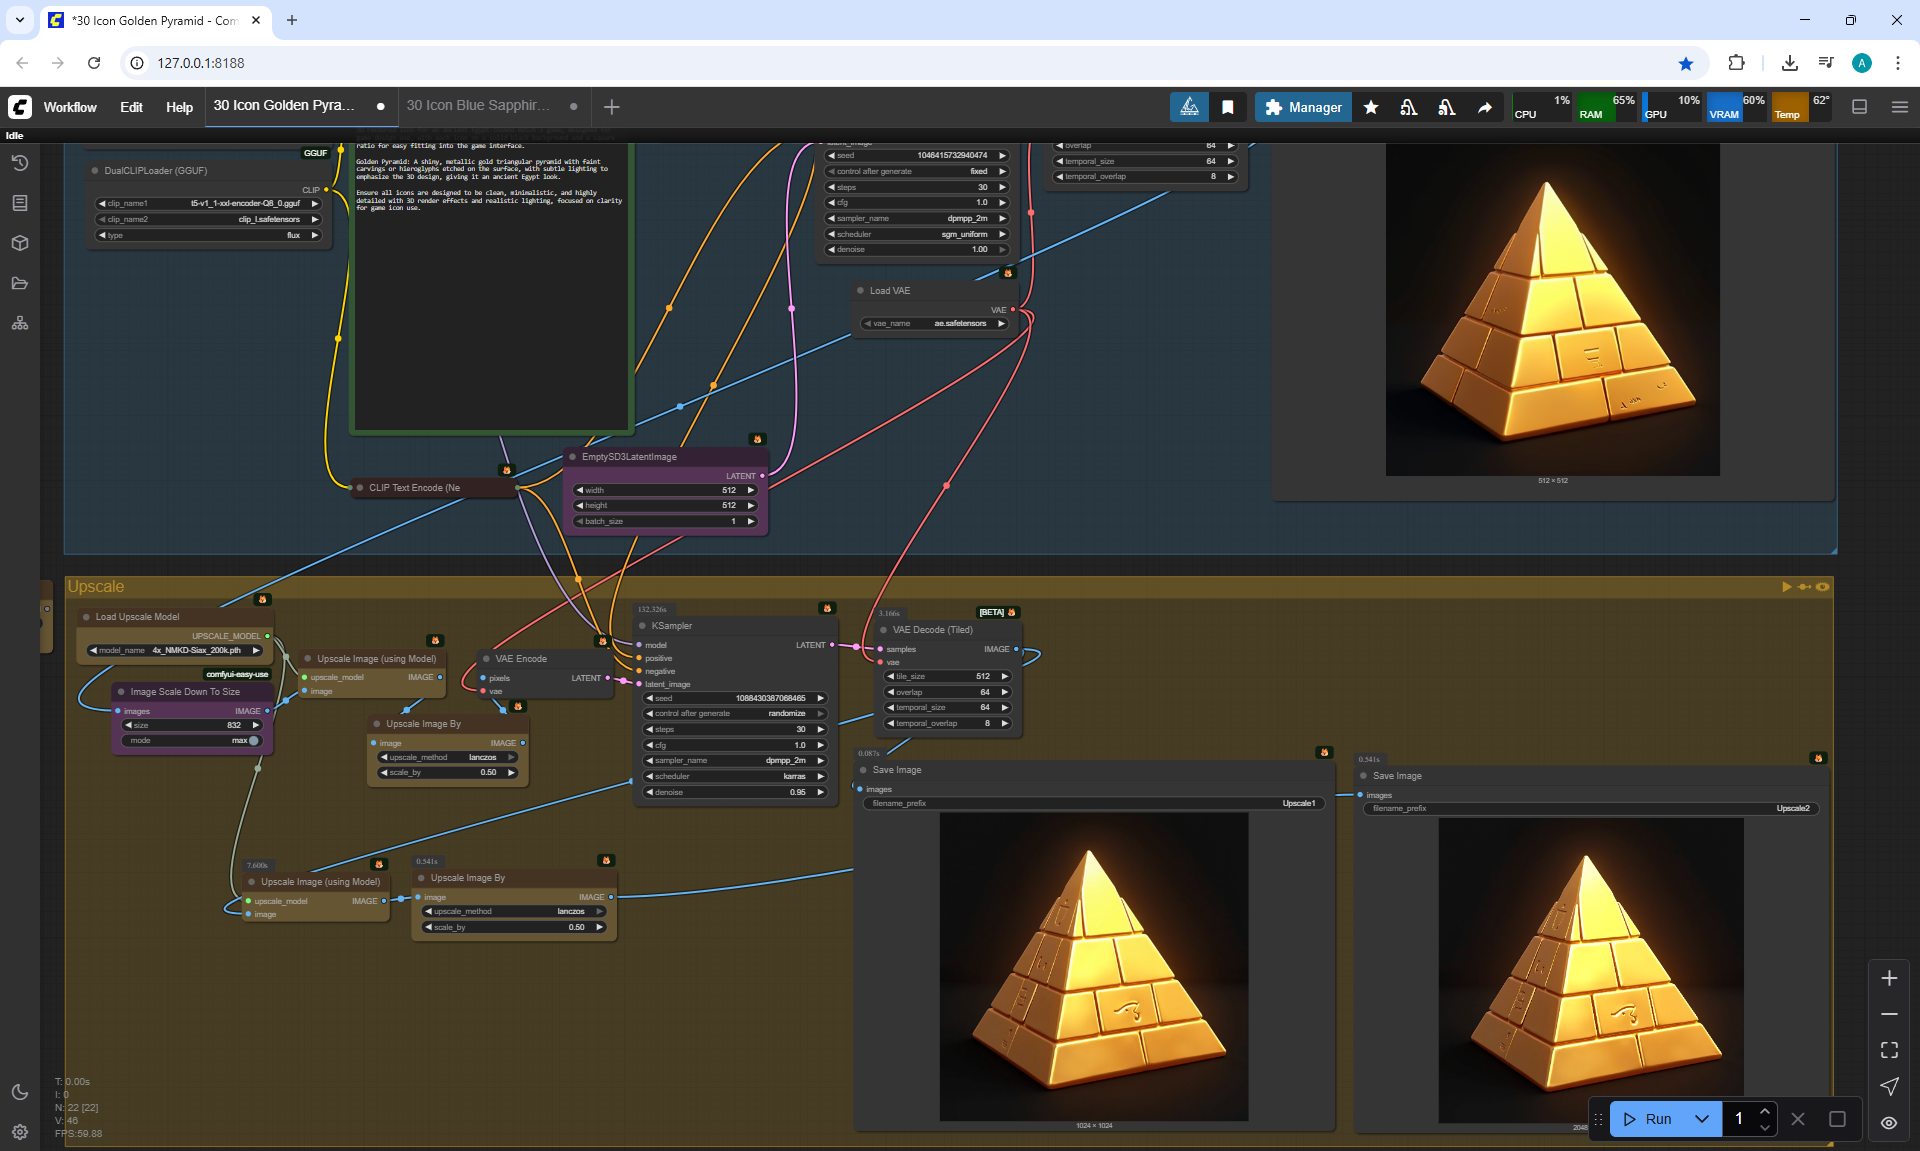 *30 Icon Golden Pyramid - Com
127.0.0.1:8188
A
Workflow
Edit
Help
30 Icon Golden Pyra...
30 Icon Blue Sapphir...
Manager
CPU
1%
RAM
65%
GPU
10%
VRAM
60%
Temp
62°
Idle
GGUF
DualCLIPLoader (GGUF)
CLIP
clip_name1
t5-v1_1-xxl-encoder-Q8_0.gguf
clip_name2
clip_l.safetensors
type
flux
ratio for easy fitting into the game interface.
Golden Pyramid: A shiny, metallic gold triangular pyramid with faint
carvings or hieroglyphs etched on the surface, with subtle lighting to
emphasize the 3D design, giving it an ancient Egypt look.
Ensure all icons are designed to be clean, minimalistic, and highly
detailed with 3D render effects and realistic lighting, focused on clarity
for game icon use.
latent_image
seed
1046415732940474
control after generate
fixed
steps
30
cfg
1.0
sampler_name
dpmpp_2m
scheduler
sgm_uniform
denoise
1.00
overlap
64
temporal_size
64
temporal_overlap
8
Load VAE
VAE
vae_name
ae.safetensors
512 × 512
CLIP Text Encode (Ne
EmptySD3LatentImage
LATENT
width
512
height
512
batch_size
1
Upscale
Load Upscale Model
UPSCALE_MODEL
model_name
4x_NMKD-Siax_200k.pth
comfyui-easy-use
Image Scale Down To Size
images
IMAGE
size
832
mode
max
Upscale Image (using Model)
upscale_model
IMAGE
image
Upscale Image By
image
IMAGE
upscale_method
lanczos
scale_by
0.50
VAE Encode
pixels
LATENT
vae
132.326s
KSampler
model
LATENT
positive
negative
latent_image
seed
1088430387068465
control after generate
randomize
steps
30
cfg
1.0
sampler_name
dpmpp_2m
scheduler
karras
denoise
0.95
3.166s
[BETA]
VAE Decode (Tiled)
samples
IMAGE
vae
tile_size
512
overlap
64
temporal_size
64
temporal_overlap
8
0.087s
Save Image
images
filename_prefix
Upscale1
1024 × 1024
0.541s
Save Image
images
filename_prefix
Upscale2
2048
7.600s
Upscale Image (using Model)
upscale_model
IMAGE
image
0.541s
Upscale Image By
image
IMAGE
upscale_method
lanczos
scale_by
0.50
T: 0.00s
I: 0
N: 22 [22]
V: 46
FPS:59.88
Run
1